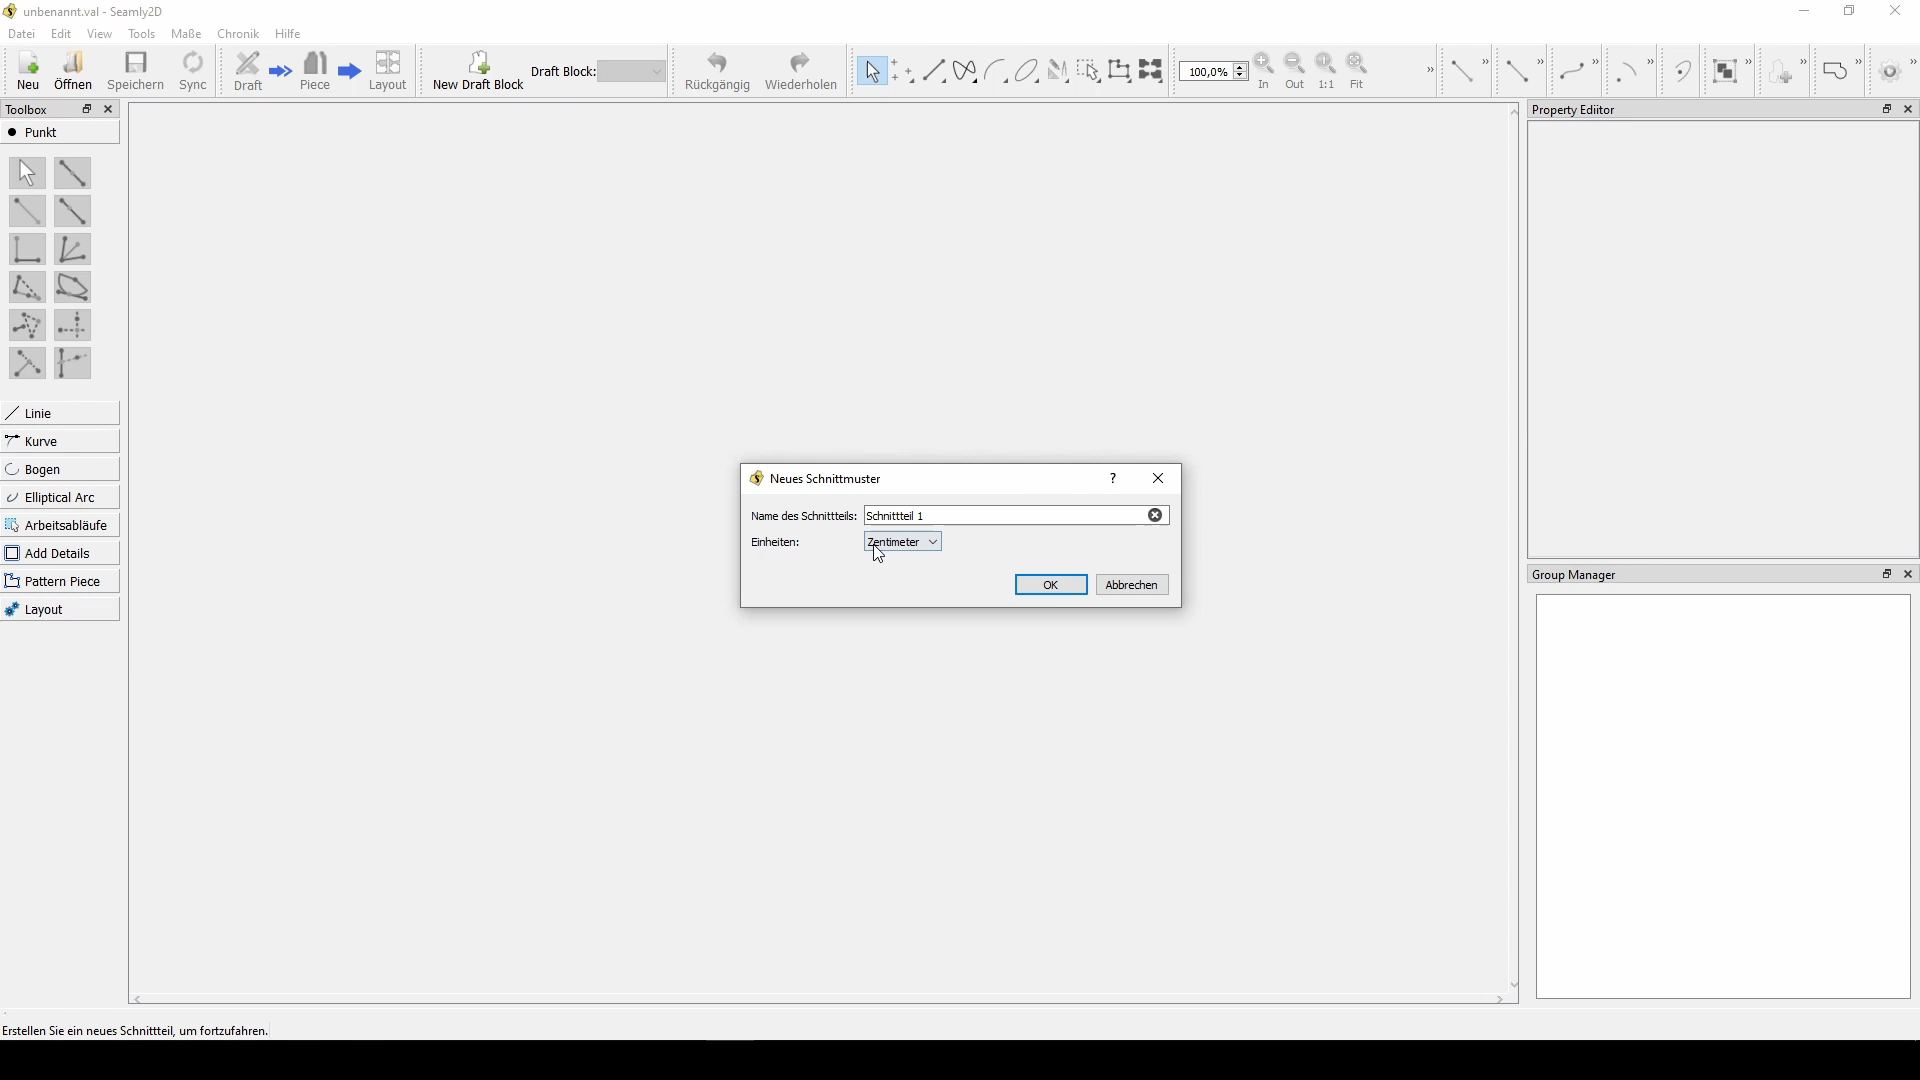 unbenannt.val - Seamly2D
Datei Edit View Tools Maße Chronik Hilfe
Neu Öffnen Speichern Sync Draft Piece Layout New Draft Block Draft Block: Rückgängig Wiederholen 100,0% In Out 1:1 Fit
Toolbox
Punkt
Linie
Kurve
Bogen
Elliptical Arc
Arbeitsabläufe
Add Details
Pattern Piece
Layout
Neues Schnittmuster
Name des Schnittteils: Schnittteil 1
Einheiten: Zentimeter
OK Abbrechen
Property Ediitor
Group Manager
Erstellen Sie ein neues Schnittteil, um fortzufahren.